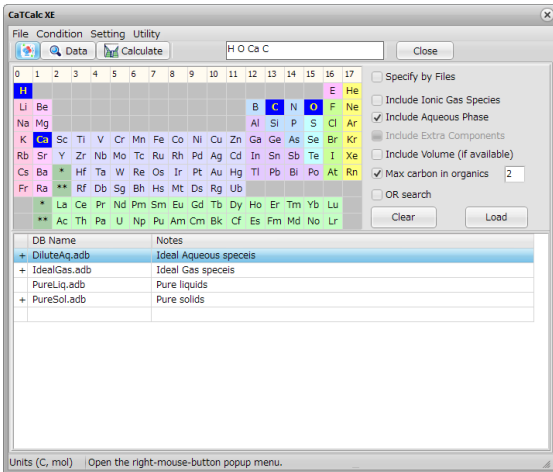 CaTCalc XE
File Condition Setting Utility
Data Calculate H O Ca C Close
0 1 2 3 4 5 6 7 8 9 10 11 12 13 14 15 16 17
H E He
Li Be B C N O F Ne
Na Mg Al Si P S Cl Ar
K Ca Sc Ti V Cr Mn Fe Co Ni Cu Zn Ga Ge As Se Br Kr
Rb Sr Y Zr Nb Mo Tc Ru Rh Pd Ag Cd In Sn Sb Te I Xe
Cs Ba * Hf Ta W Re Os Ir Pt Au Hg Tl Pb Bi Po At Rn
Fr Ra ** Rf Db Sg Bh Hs Mt Ds Rg Ub
* La Ce Pr Nd Pm Sm Eu Gd Tb Dy Ho Er Tm Yb Lu
** Ac Th Pa U Np Pu Am Cm Bk Cf Es Fm Md No Lr
Specify by Files
Include Ionic Gas Species
Include Aqueous Phase
Include Extra Components
Include Volume (if available)
Max carbon in organics 2
OR search
Clear Load
DB Name Notes
+ DiluteAq.adb Ideal Aqueous speceis
+ IdealGas.adb Ideal Gas speceis
PureLiq.adb Pure liquids
+ PureSol.adb Pure solids
Units (C, mol) Open the right-mouse-button popup menu.